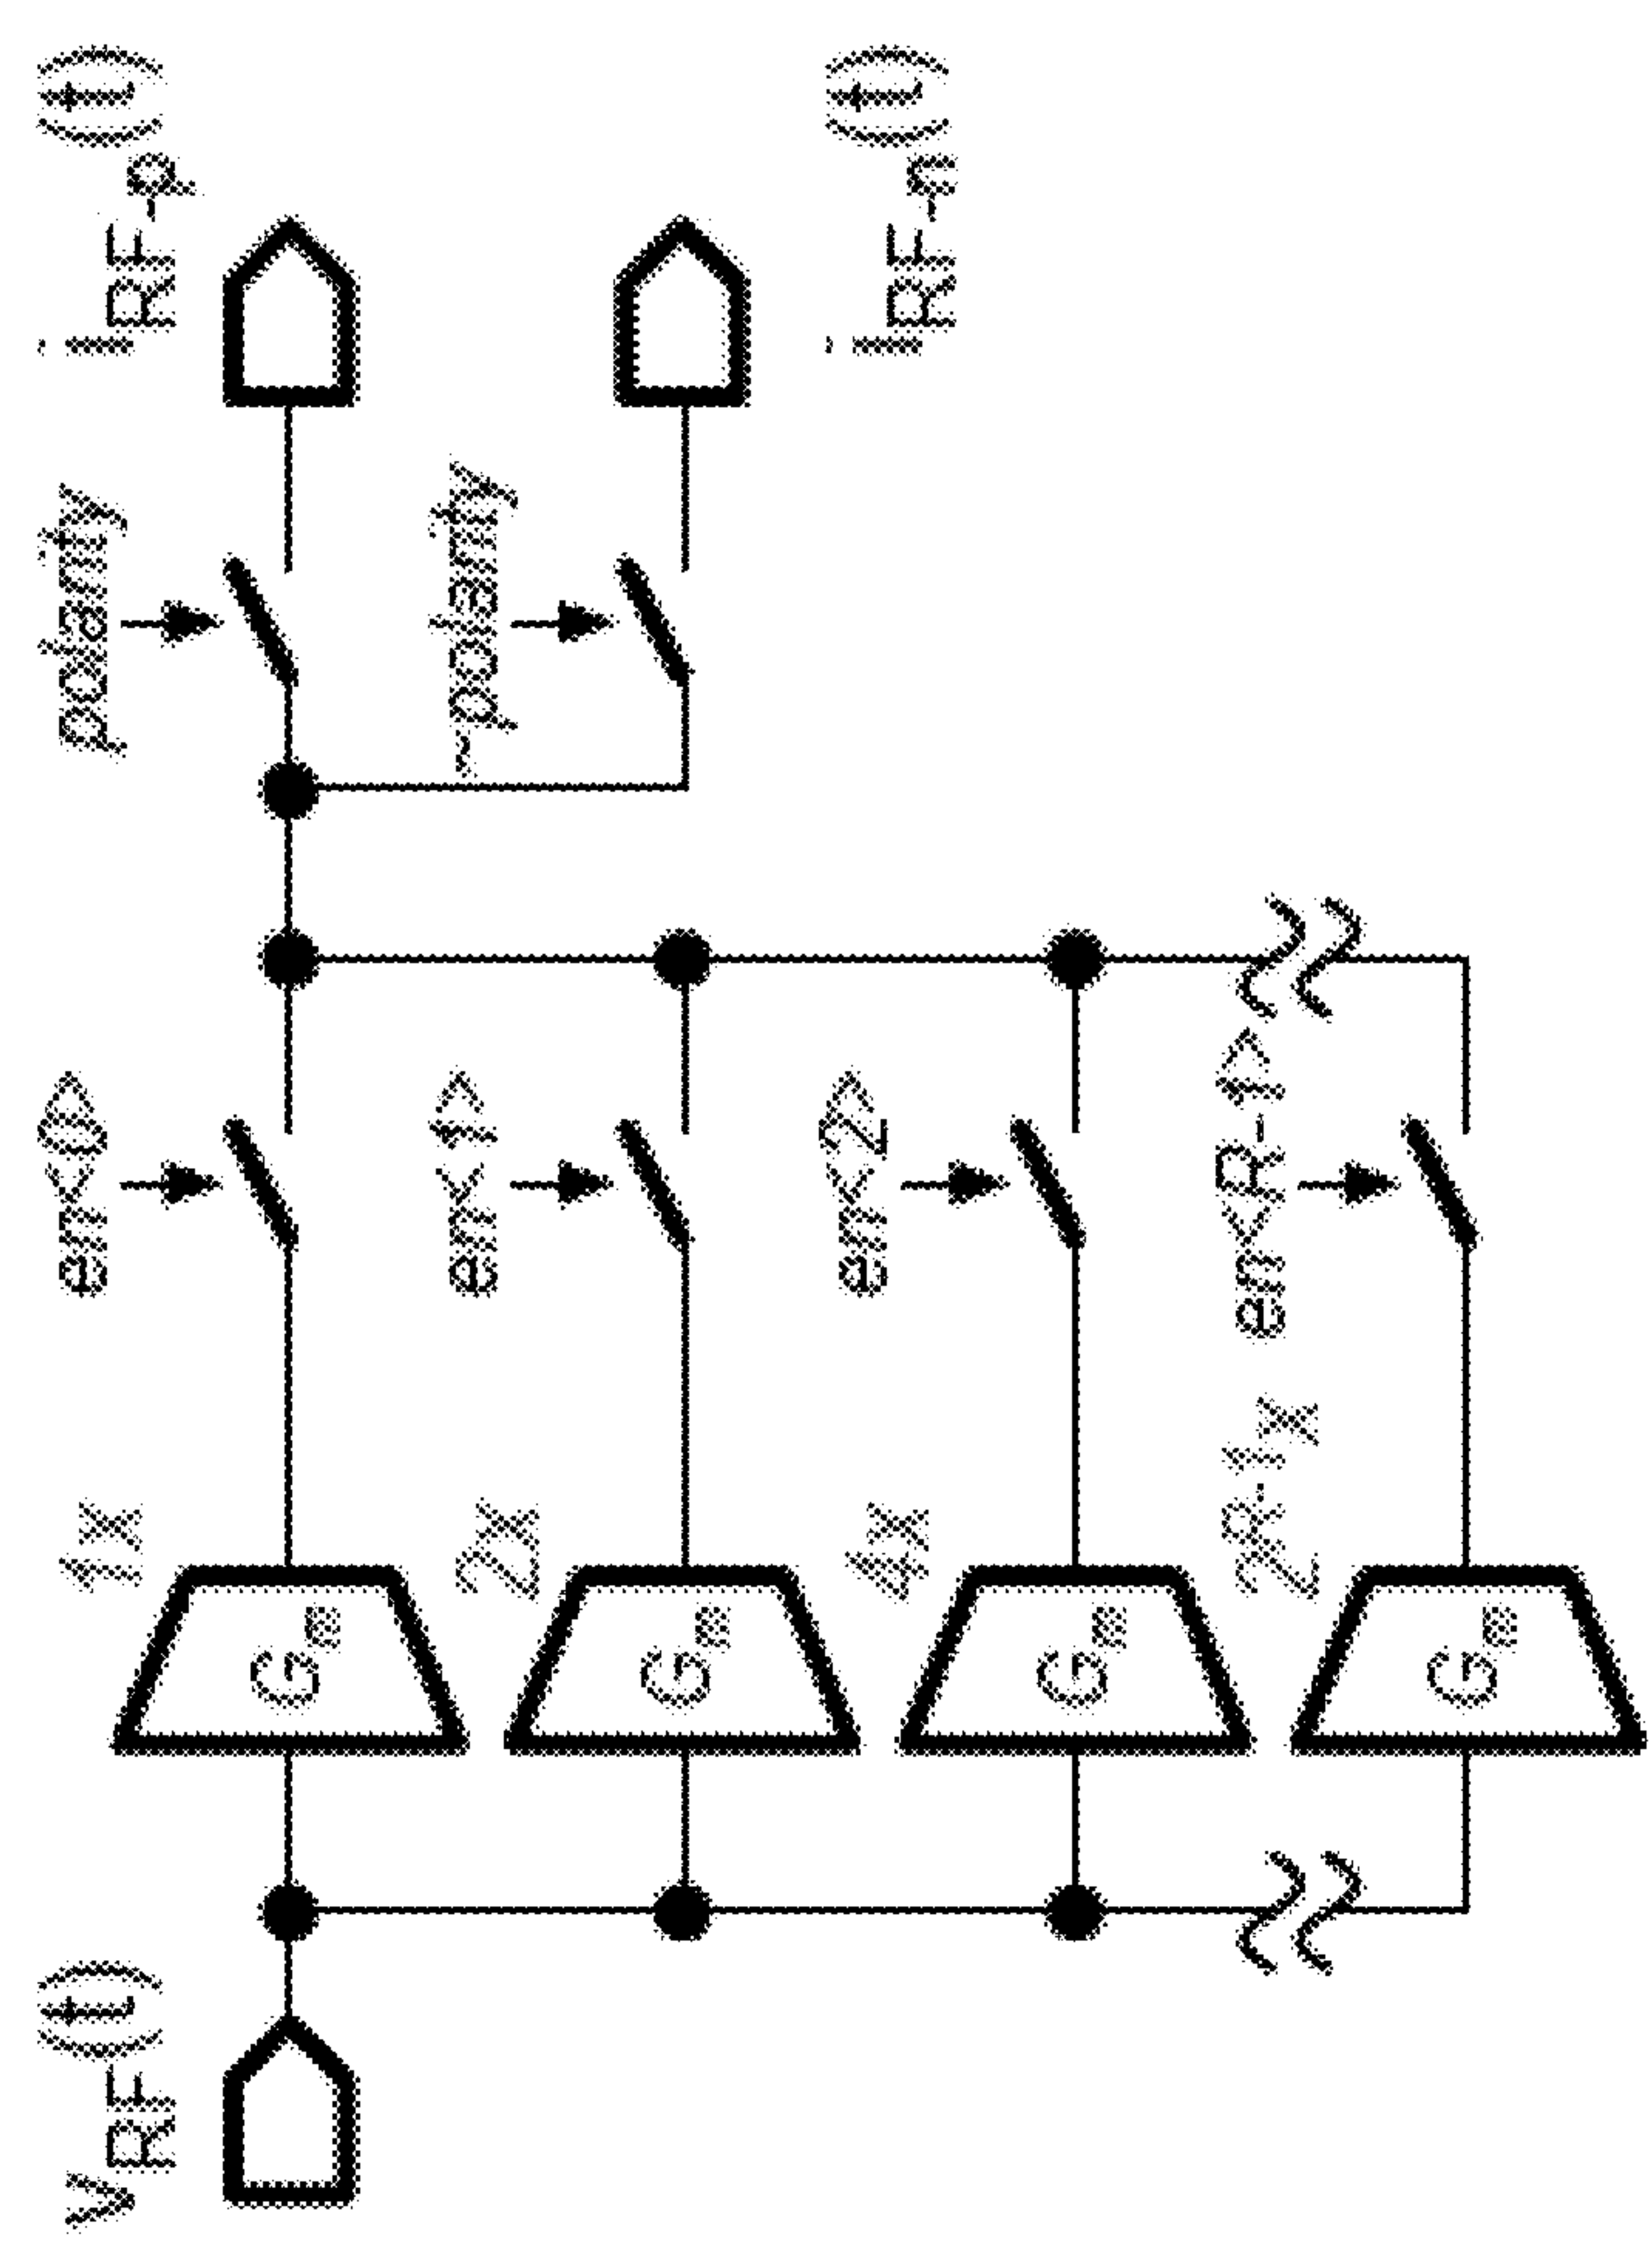 v_RF(t)
1x
G_m
en<0>
polarity
i_RF-p(t)
2x
G_m
en<1>
~polarity
i_RF-n(t)
4x
G_m
en<2>
2^R-1x
G_m
en<R-1>